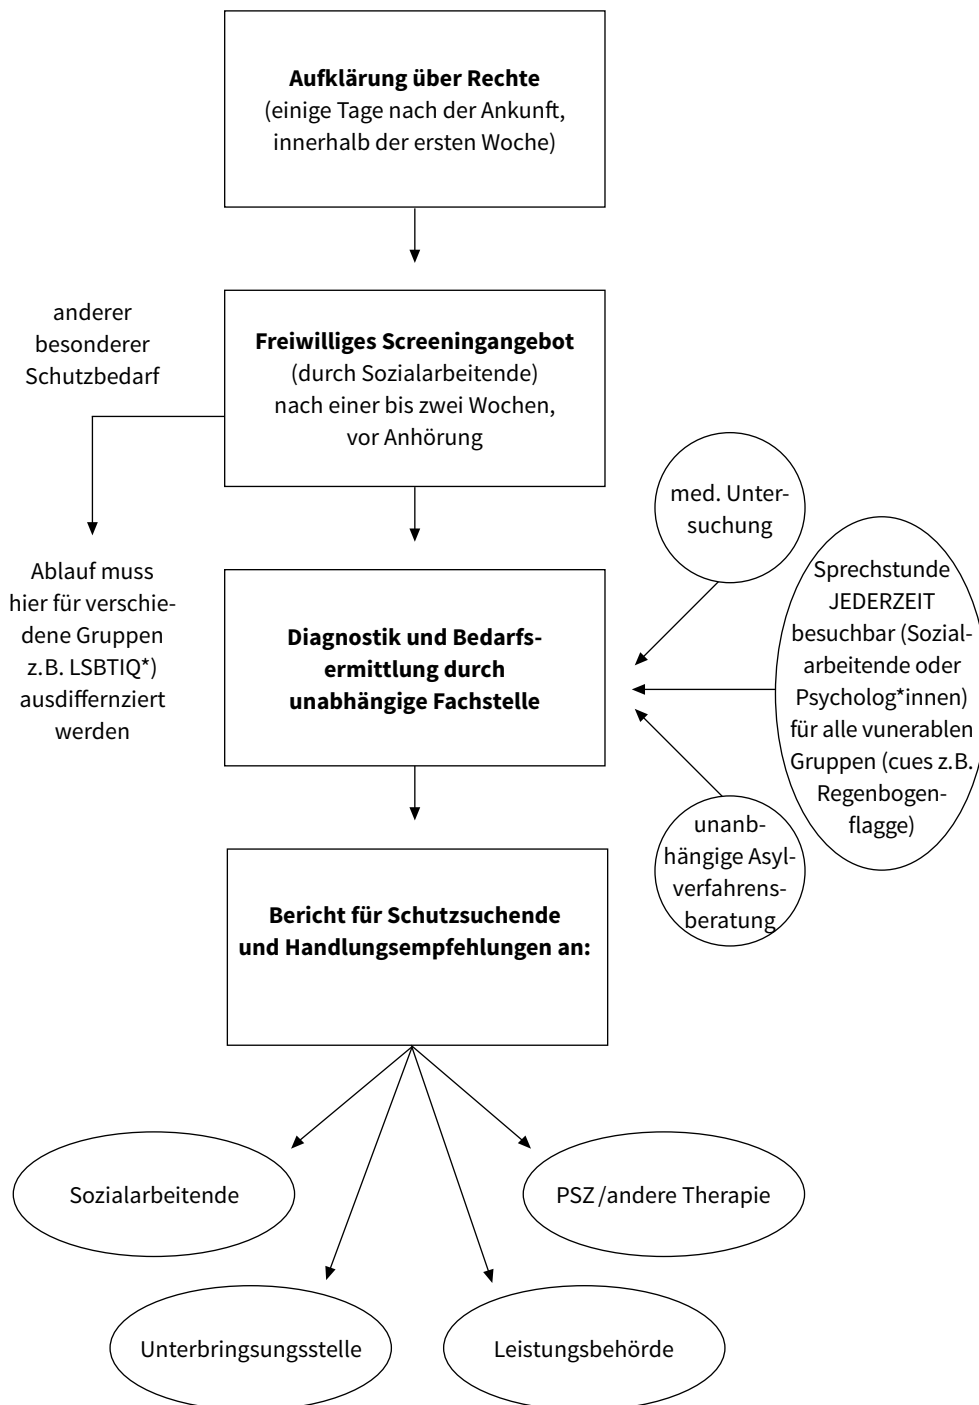 Aufklärung über Rechte
(einige Tage nach der Ankunft,
innerhalb der ersten Woche)
anderer
besonderer
Schutzbedarf
Freiwilliges Screeningangebot
(durch Sozialarbeitende)
nach einer bis zwei Wochen,
vor Anhörung
Ablauf muss
hier für verschie-
dene Gruppen
z.B. LSBTIQ*)
ausdiffernziert
werden
Diagnostik und Bedarfs-
ermittlung durch
unabhängige Fachstelle
med. Unter-
suchung
Sprechstunde
JEDERZEIT
besuchbar (Sozial-
arbeitende oder
Psycholog*innen)
für alle vunerablen
Gruppen (cues z.B.
Regenbogen-
flagge)
unanb-
hängige Asyl-
verfahrens-
beratung
Bericht für Schutzsuchende
und Handlungsempfehlungen an:
Sozialarbeitende
PSZ/andere Therapie
Unterbringsungsstelle
Leistungsbehörde